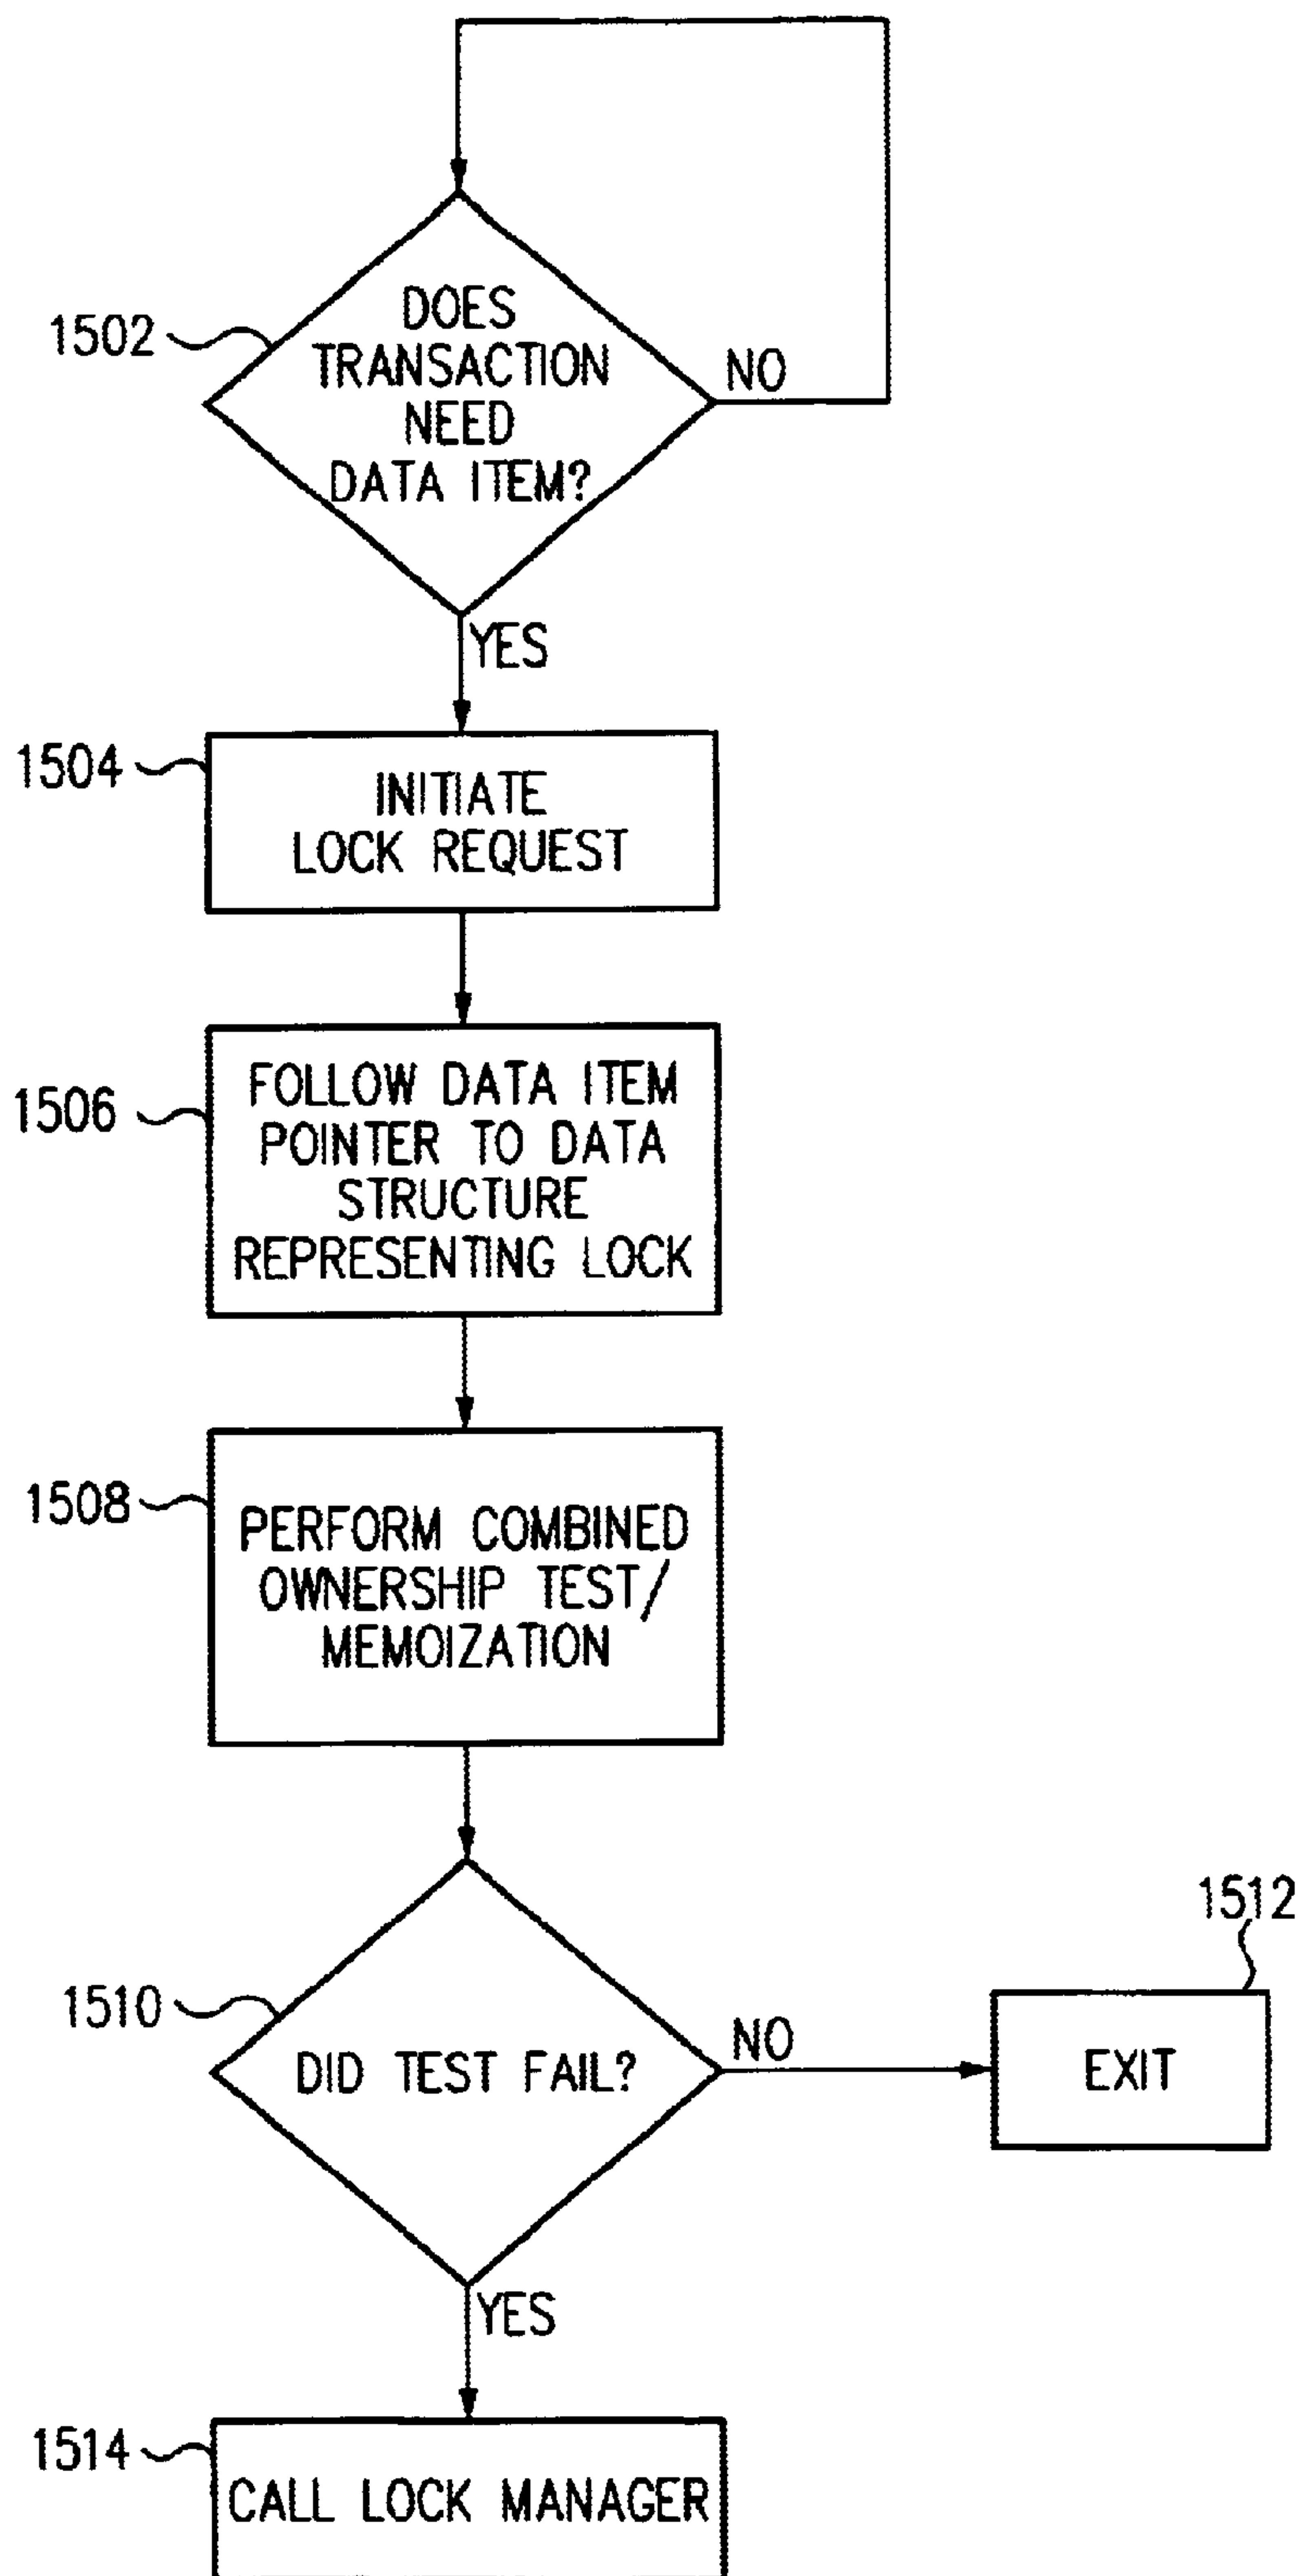 1502
DOES
TRANSACTION
NEED
DATA ITEM?
NO
YES
1504
INITIATE
LOCK REQUEST
1506
FOLLOW DATA ITEM
POINTER TO DATA
STRUCTURE
REPRESENTING LOCK
1508
PERFORM COMBINED
OWNERSHIP TEST/
MEMOIZATION
1510
DID TEST FAIL?
NO
1512
EXIT
YES
1514
CALL LOCK MANAGER